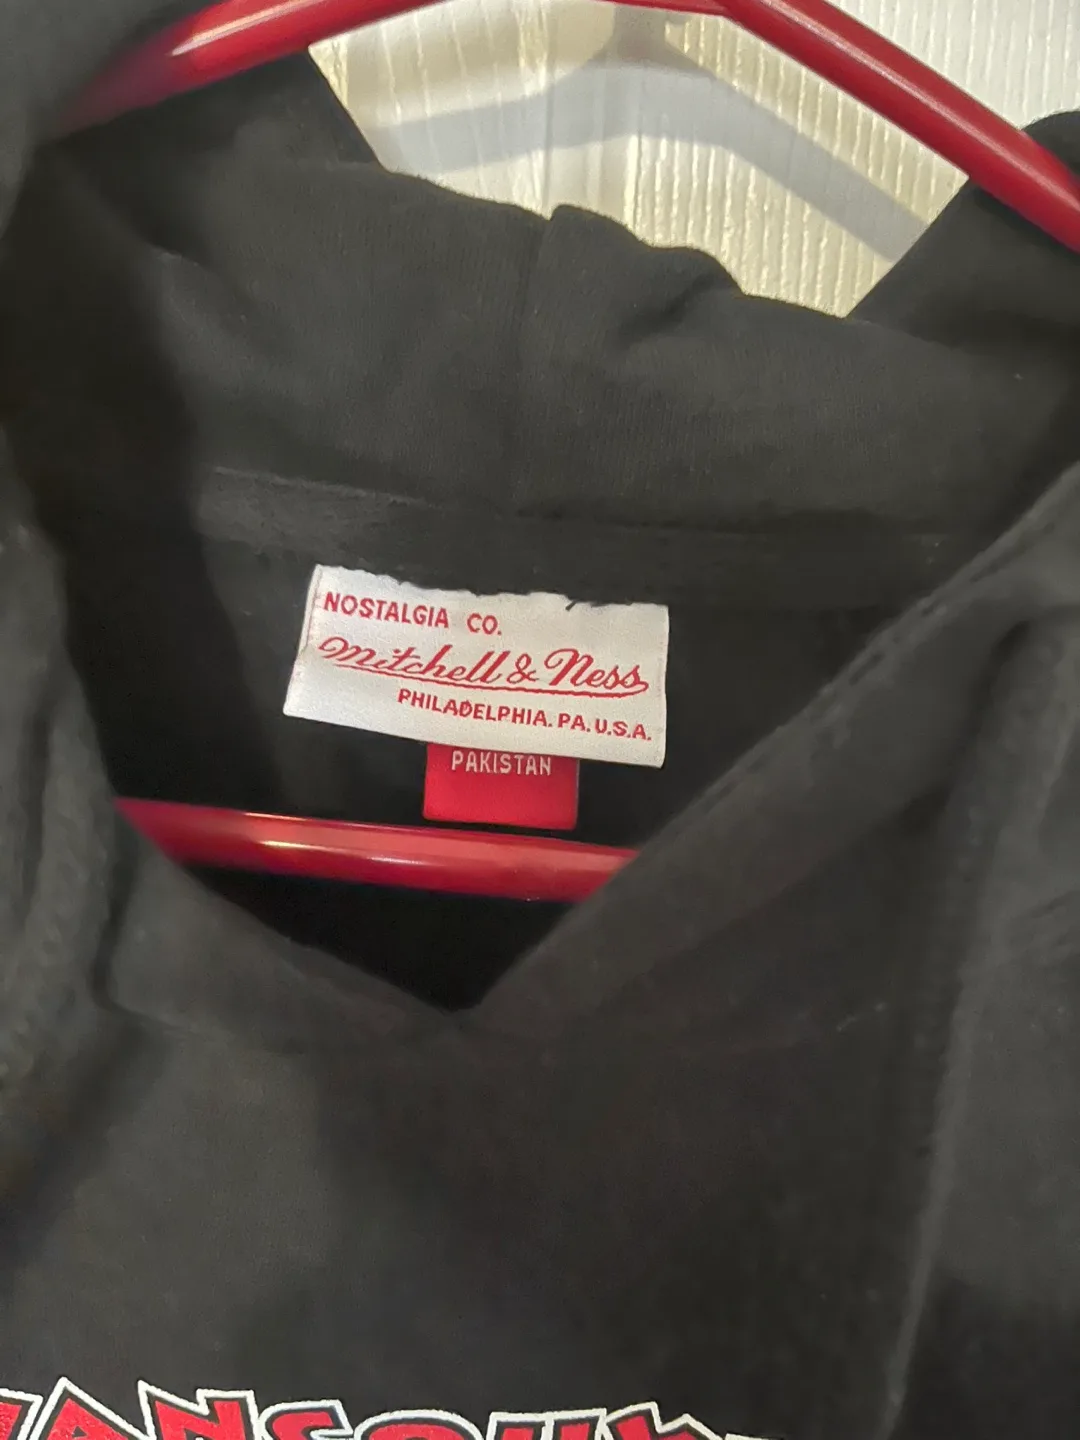 NOSTALGIA CO.
Mitchell & Ness
PHILADELPHIA. PA. U.S.A.
PAKISTAN